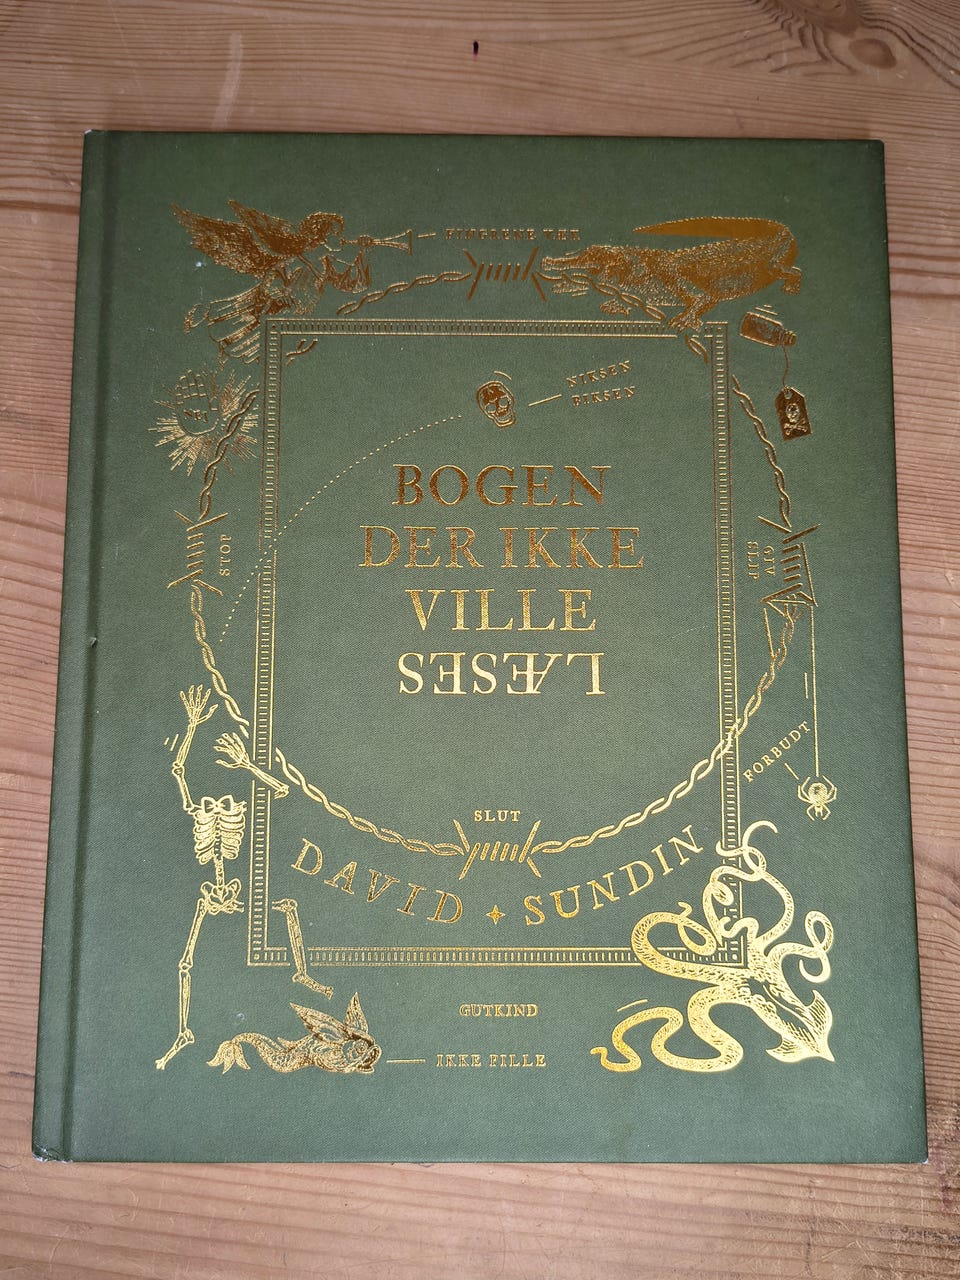 FINGRENE VÆK
NIKSEN
BIKSEN
NEJ
BOGEN
DER IKKE
VILLE
LÆSES
STOP
GIV
SLIP
FORBUDT
SLUT
DAVID ✦ SUNDIN
GUTKIND
IKKE PILLE